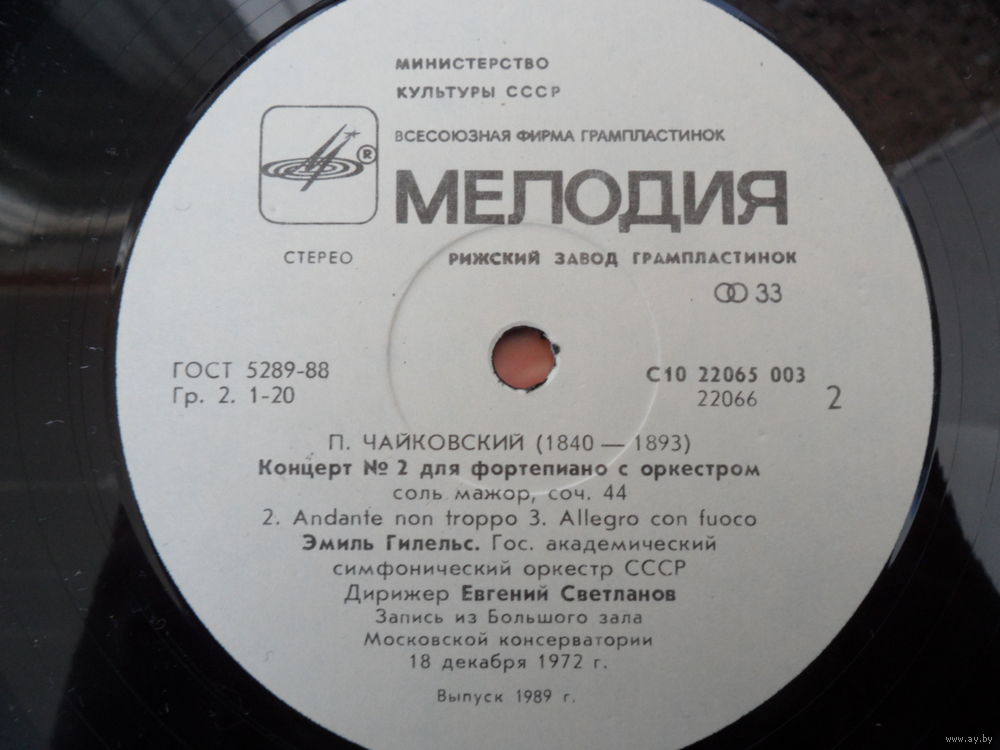 МИНИСТЕРСТВО
КУЛЬТУРЫ СССР
ВСЕСОЮЗНАЯ ФИРМА ГРАМПЛАСТИНОК
®
МЕЛОДИЯ
СТЕРЕО
РИЖСКИЙ ЗАВОД ГРАМПЛАСТИНОК
33
ГОСТ 5289-88
Гр. 2. 1-20
С10 22065 003
22066
2
П. ЧАЙКОВСКИЙ (1840 — 1893)
Концерт № 2 для фортепиано с оркестром
соль мажор, соч. 44
2. Andante non troppo 3. Allegro con fuoco
Эмиль Гилельс. Гос. академический
симфонический оркестр СССР
Дирижер Евгений Светланов
Запись из Большого зала
Московской консерватории
18 декабря 1972 г.
Выпуск 1989 г.
www.ay.by